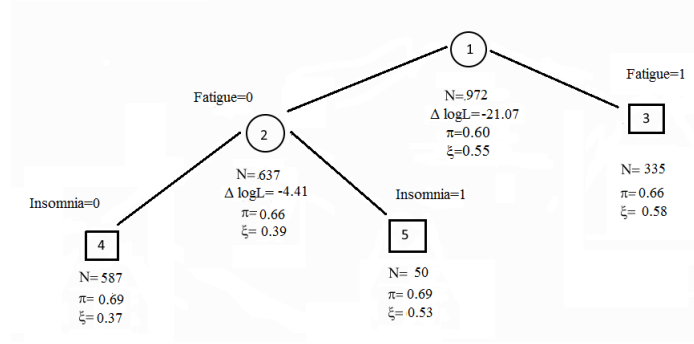 1
Fatigue=1
Fatigue=0
N=.972
Δ logL=-21.07
π=0.60
ξ=0.55
3
2
N= 335
π= 0.66
ξ= 0.58
N=.637
Δ logL= -4.41
π= 0.66
ξ= 0.39
Insomnia=0
Insomnia=1
4
5
N= 587
π= 0.69
ξ= 0.37
N= 50
π= 0.69
ξ= 0.53